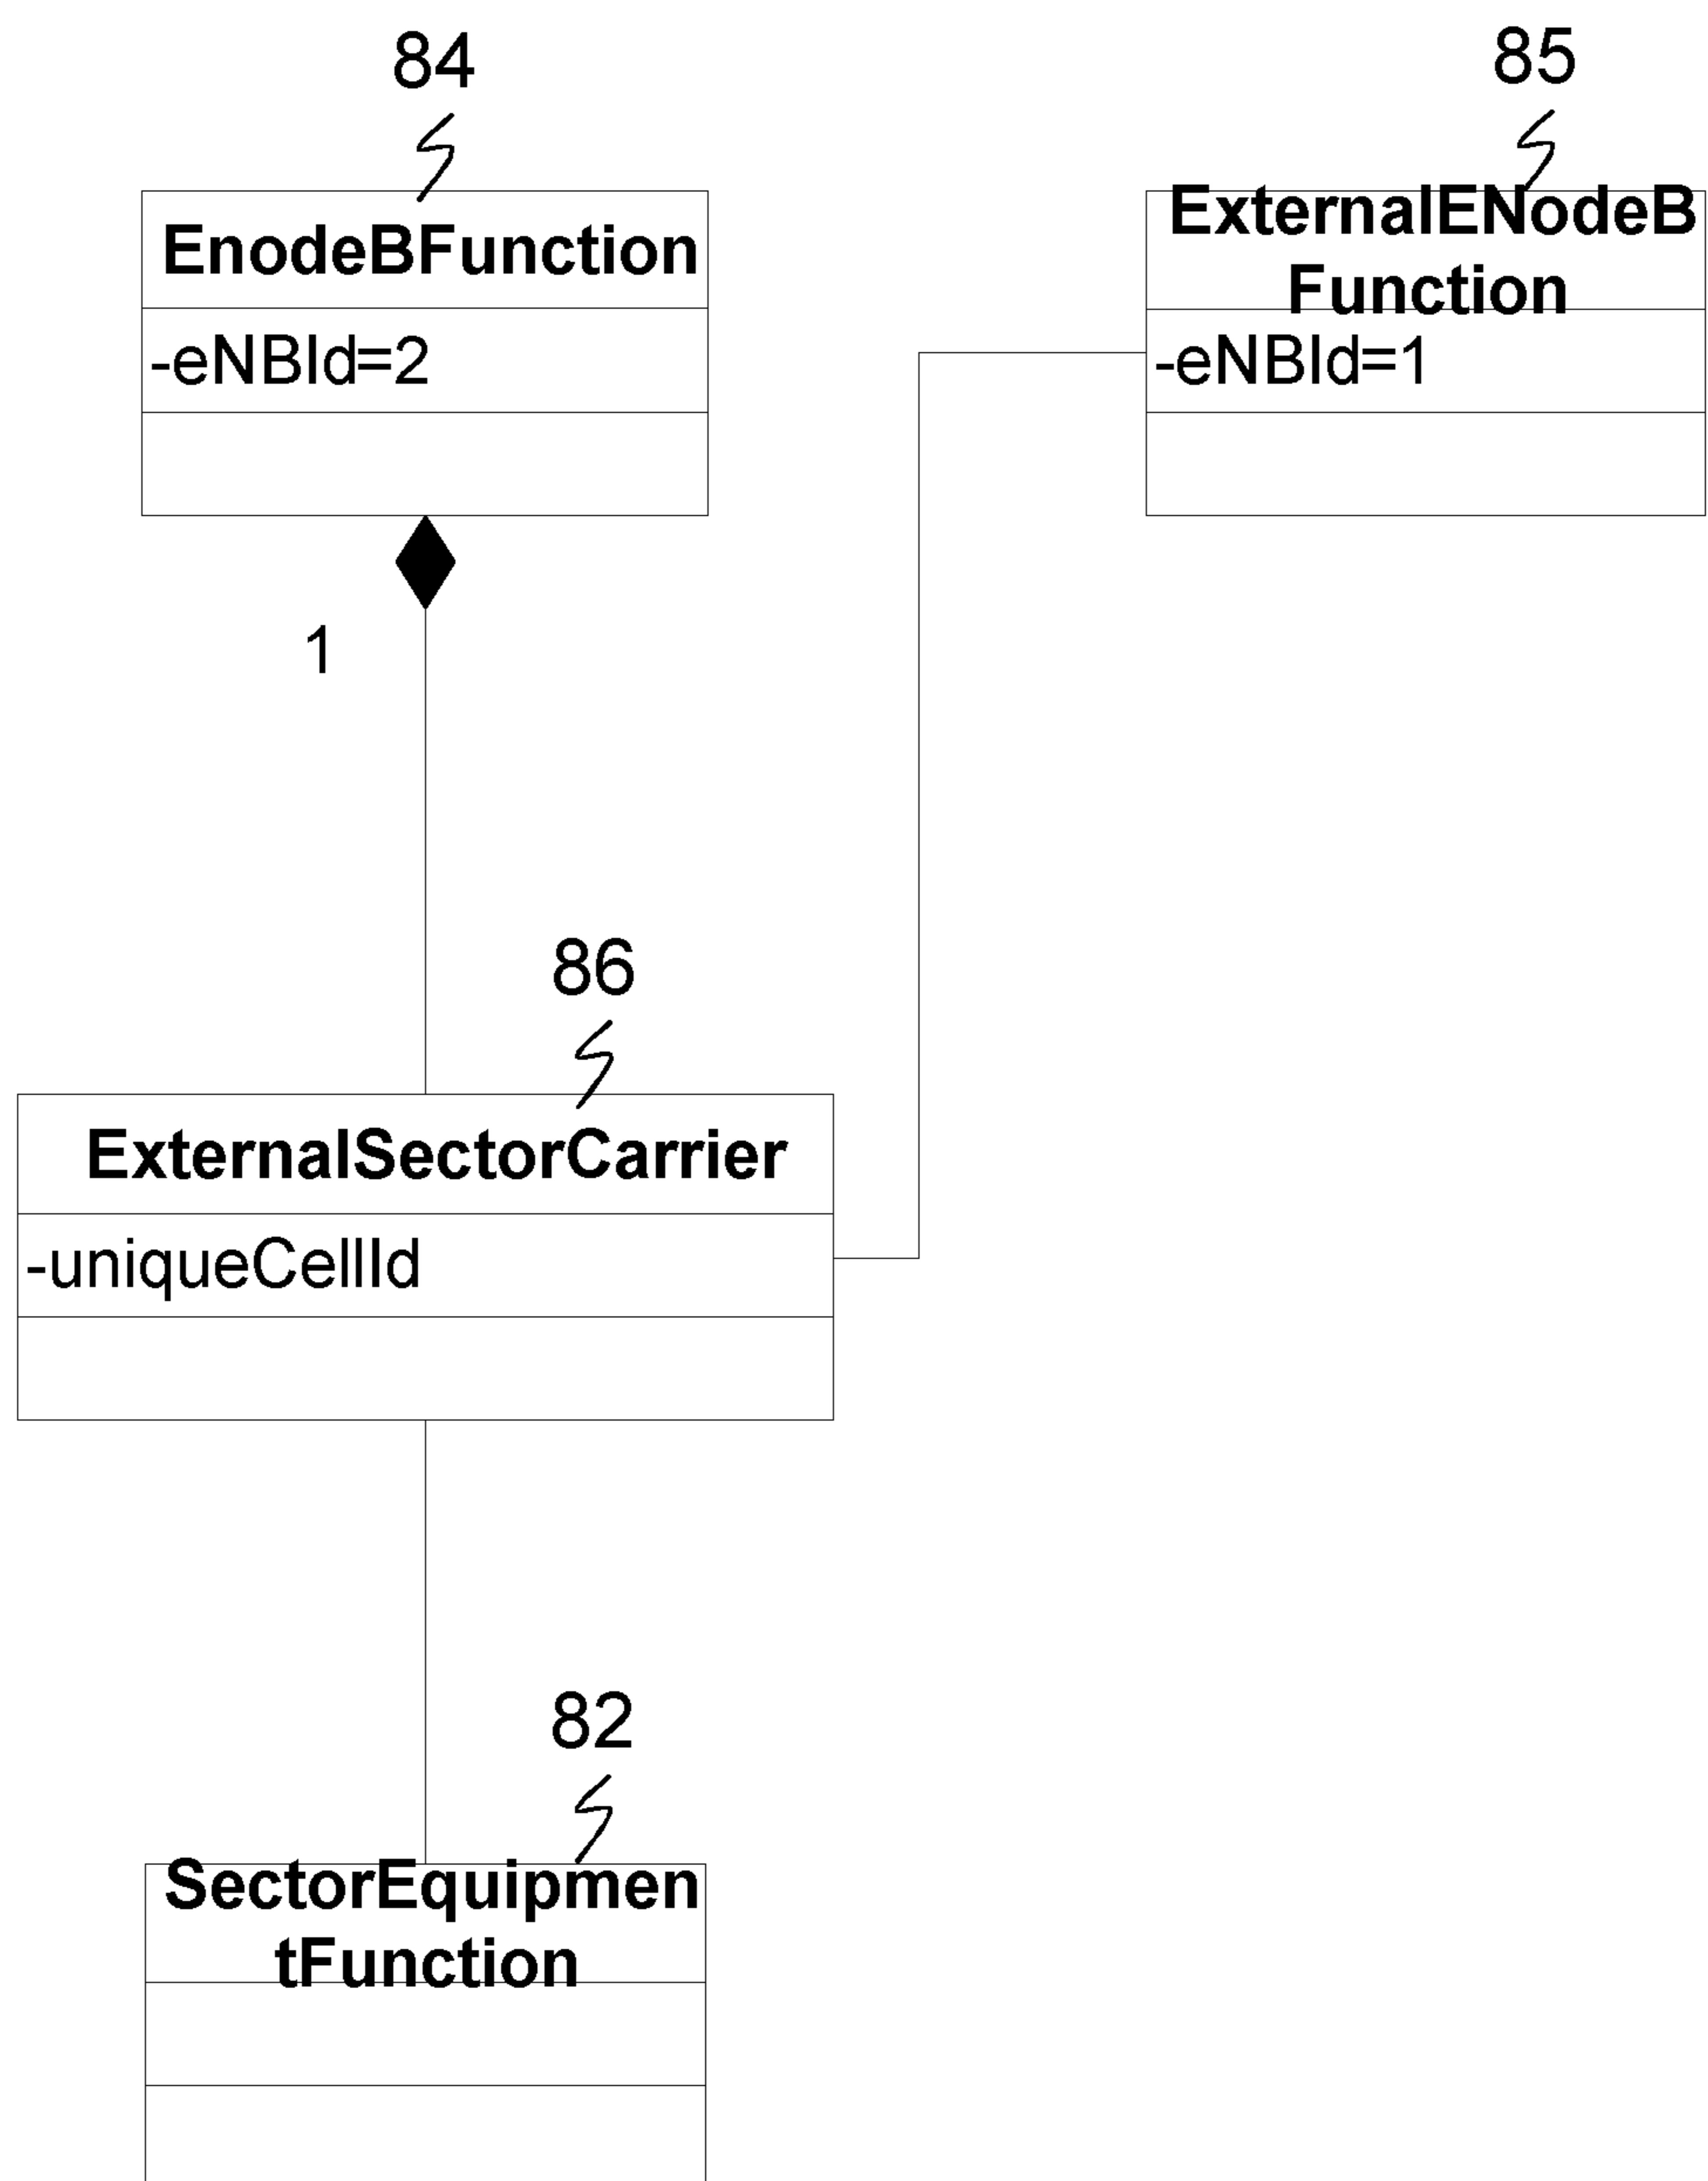 84
EnodeBFunction
-eNBId=2
1
85
ExternalENodeB
Function
-eNBId=1
86
ExternalSectorCarrier
-uniqueCellId
82
SectorEquipmen
tFunction